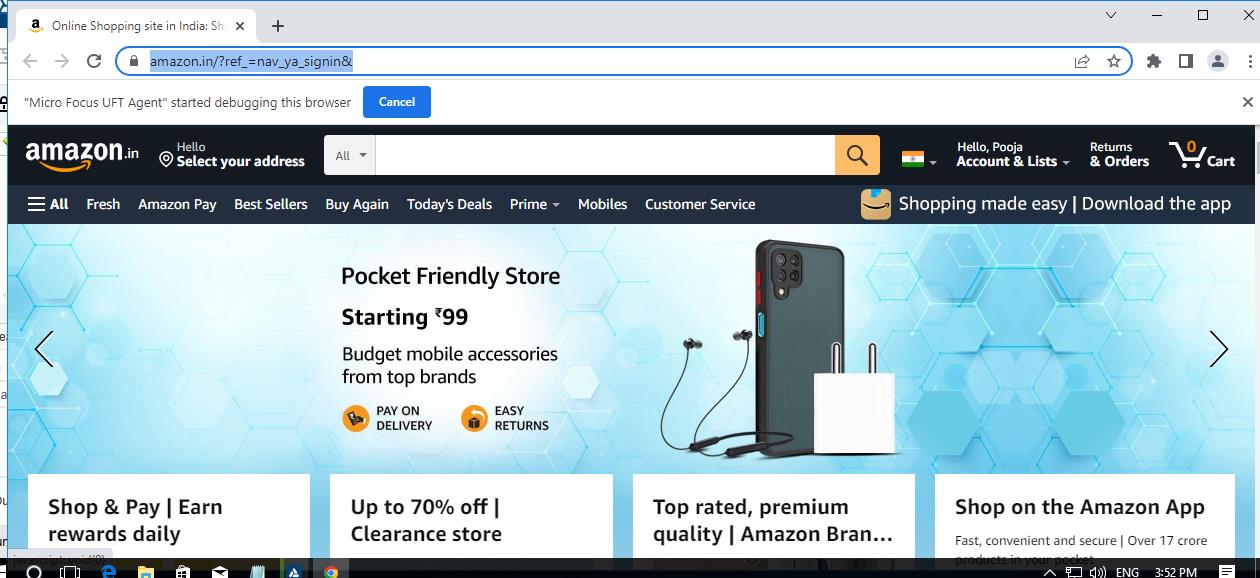 Online Shopping site in India: Sh
amazon.in/?ref_=nav_ya_signin&
"Micro Focus UFT Agent" started debugging this browser
Cancel
amazon.in
Hello
Select your address
All
Hello, Pooja
Account & Lists
Returns
& Orders
0
Cart
All Fresh Amazon Pay Best Sellers Buy Again Today's Deals Prime Mobiles Customer Service
Shopping made easy | Download the app
Pocket Friendly Store
Starting ₹99
Budget mobile accessories
from top brands
PAY ON
DELIVERY
EASY
RETURNS
Shop & Pay | Earn
rewards daily
Up to 70% off |
Clearance store
Top rated, premium
quality | Amazon Bran...
Shop on the Amazon App
Fast, convenient and secure | Over 17 crore
products in your pocket
javascript:void(0)
ENG 3:52 PM